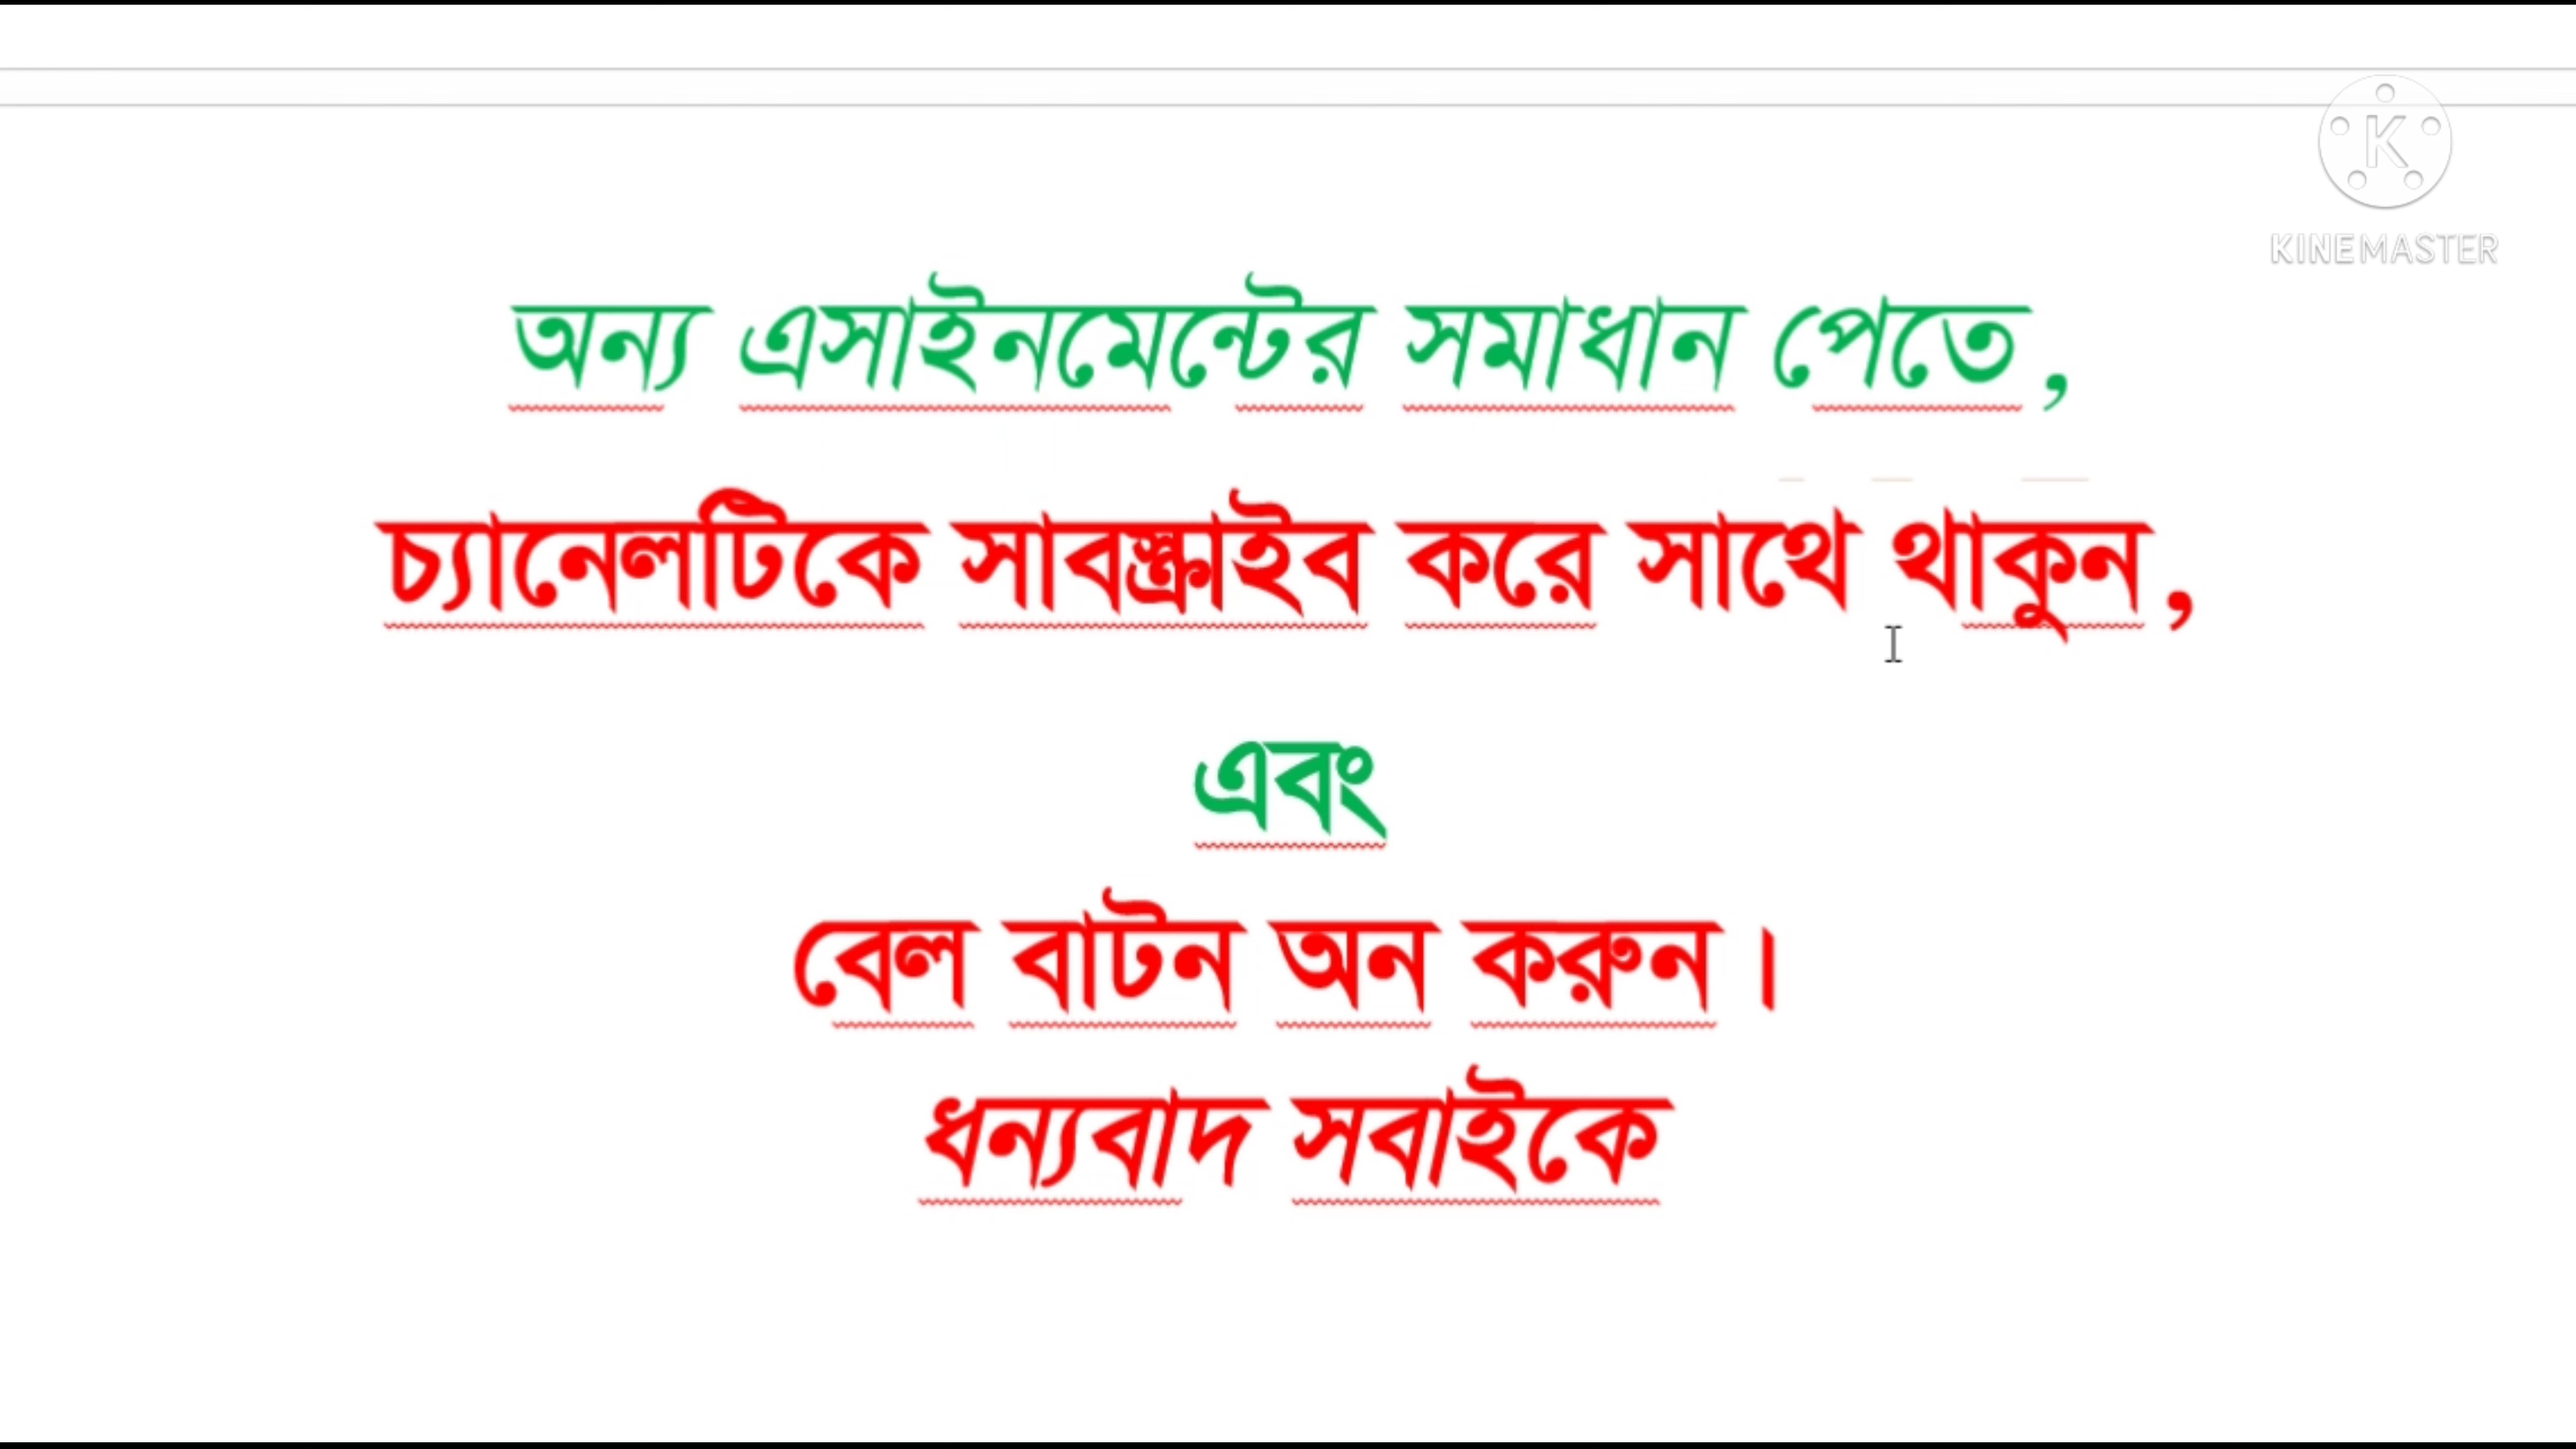 K
KINEMASTER
অন্য এসাইনমেন্টের সমাধান পেতে,
চ্যানেলটিকে সাবস্ক্রাইব করে সাথে থাকুন,
এবং
বেল বাটন অন করুন।
ধন্যবাদ সবাইকে